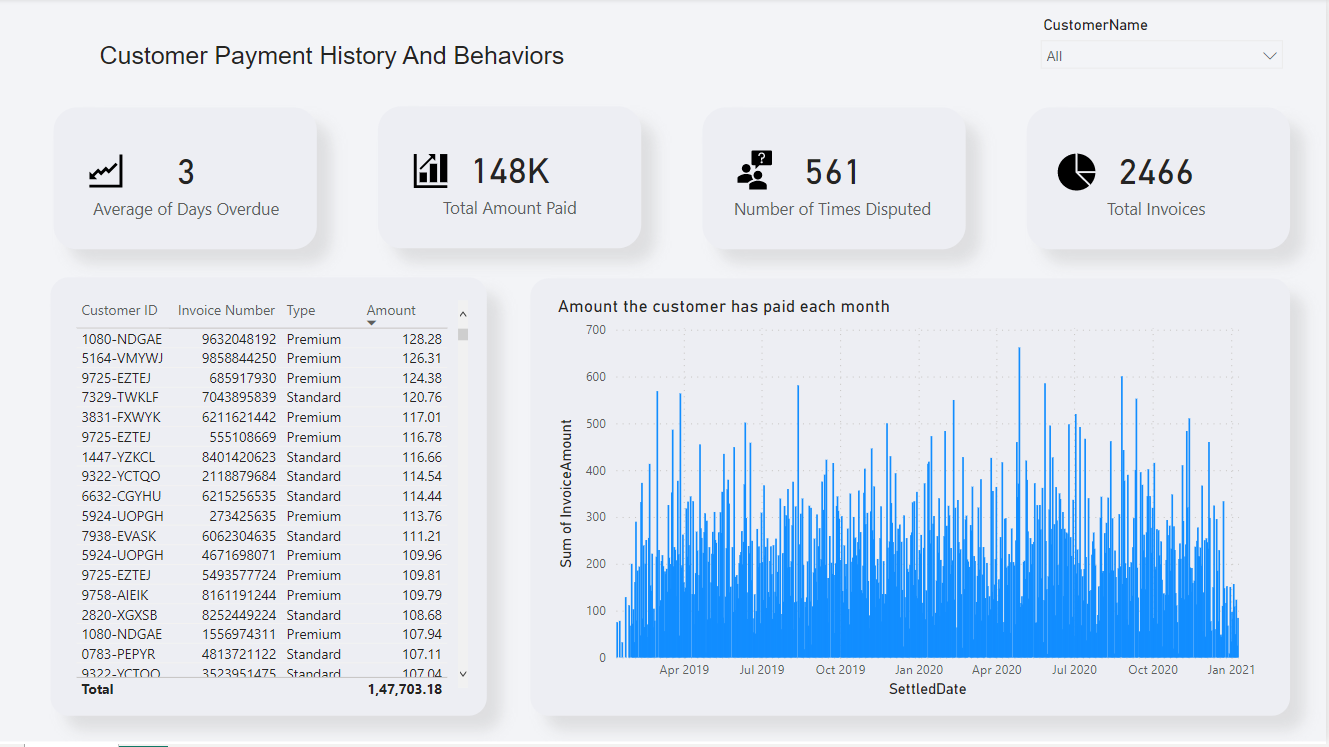 CustomerName
Customer Payment History And Behaviors
All
3
Average of Days Overdue
148K
Total Amount Paid
?
561
Number of Times Disputed
2466
Total Invoices
Customer ID Invoice Number Type Amount
1080-NDGAE 9632048192 Premium 128.28
5164-VMYWJ 9858844250 Premium 126.31
9725-EZTEJ 685917930 Premium 124.38
7329-TWKLF 7043895839 Standard 120.76
3831-FXWYK 6211621442 Premium 117.01
9725-EZTEJ 555108669 Premium 116.78
1447-YZKCL 8401420623 Standard 116.66
9322-YCTQO 2118879684 Standard 114.54
6632-CGYHU 6215256535 Standard 114.44
5924-UOPGH 273425635 Premium 113.76
7938-EVASK 6062304635 Standard 111.21
5924-UOPGH 4671698071 Premium 109.96
9725-EZTEJ 5493577724 Premium 109.81
9758-AIEIK 8161191244 Premium 109.79
2820-XGXSB 8252449224 Standard 108.68
1080-NDGAE 1556974311 Premium 107.94
0783-PEPYR 4813721122 Standard 107.11
9322-YCTQO 3523951475 Standard 107.04
Total 1,47,703.18
Amount the customer has paid each month
Sum of InvoiceAmount
700
600
500
400
300
200
100
0
Apr 2019 Jul 2019 Oct 2019 Jan 2020 Apr 2020 Jul 2020 Oct 2020 Jan 2021
SettledDate